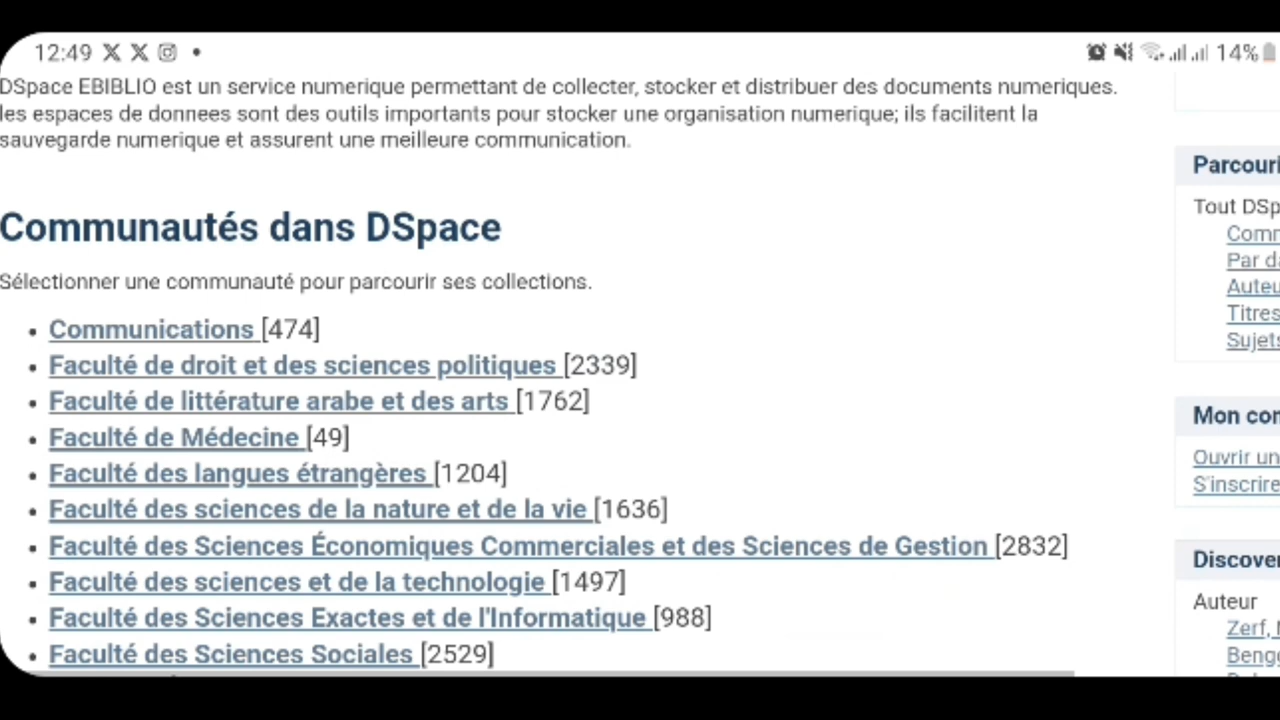 12:49 14%
DSpace EBIBLIO est un service numerique permettant de collecter, stocker et distribuer des documents numeriques.
les espaces de donnees sont des outils importants pour stocker une organisation numerique; ils facilitent la
sauvegarde numerique et assurent une meilleure communication.
Communautés dans DSpace
Sélectionner une communauté pour parcourir ses collections.
Communications [474]
Faculté de droit et des sciences politiques [2339]
Faculté de littérature arabe et des arts [1762]
Faculté de Médecine [49]
Faculté des langues étrangères [1204]
Faculté des sciences de la nature et de la vie [1636]
Faculté des Sciences Économiques Commerciales et des Sciences de Gestion [2832]
Faculté des sciences et de la technologie [1497]
Faculté des Sciences Exactes et de l'Informatique [988]
Faculté des Sciences Sociales [2529]
Parcouri
Tout DSp
Comm
Par da
Auteu
Titres
Sujets
Mon con
Ouvrir un
S'inscrire
Discover
Auteur
Zerf,
Beng